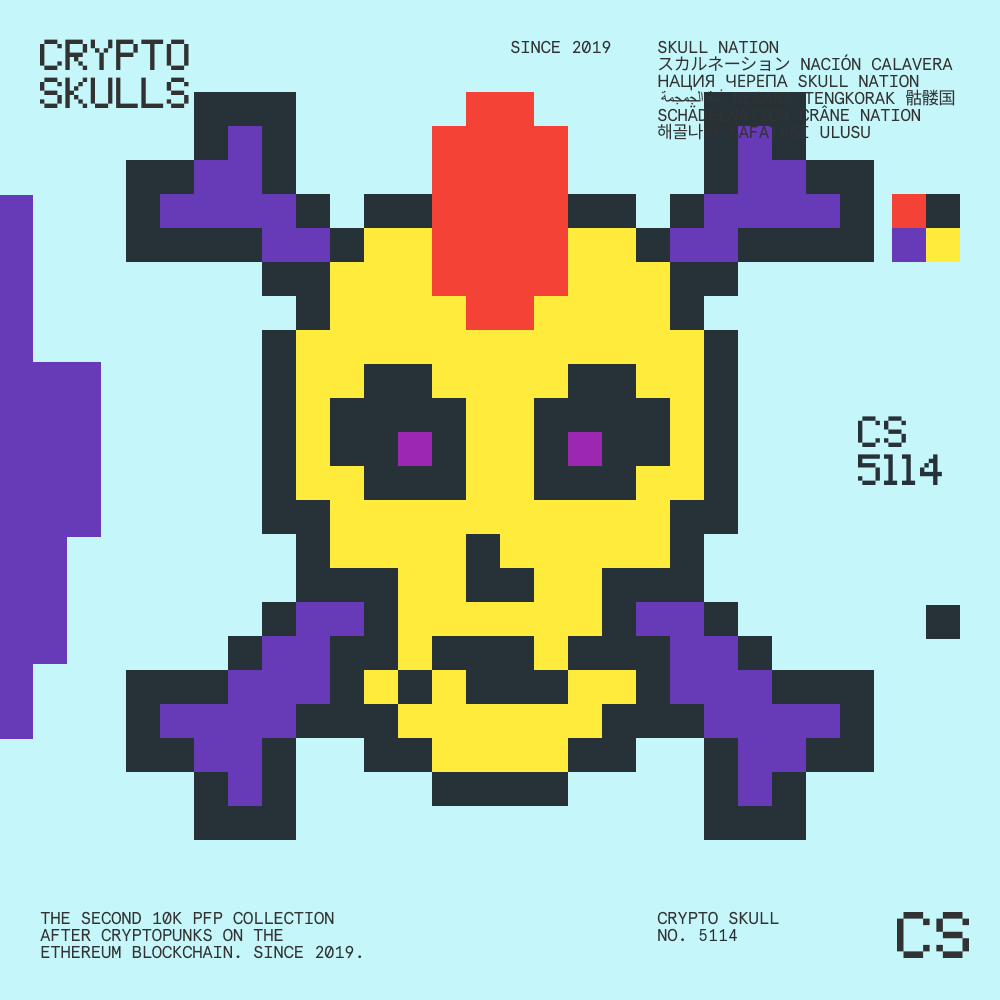 CRYPTO
SKULLS
SINCE 2019
SKULL NATION
スカルネーション NACIÓN CALAVERA
НАЦИЯ ЧЕРЕПА SKULL NATION
الجمجمة TENGKORAK 骷髅国
CRÂNE NATION
해골나 ULUSU
CS
5114
THE SECOND 10K PFP COLLECTION
AFTER CRYPTOPUNKS ON THE
ETHEREUM BLOCKCHAIN. SINCE 2019.
CRYPTO SKULL
NO. 5114
CS